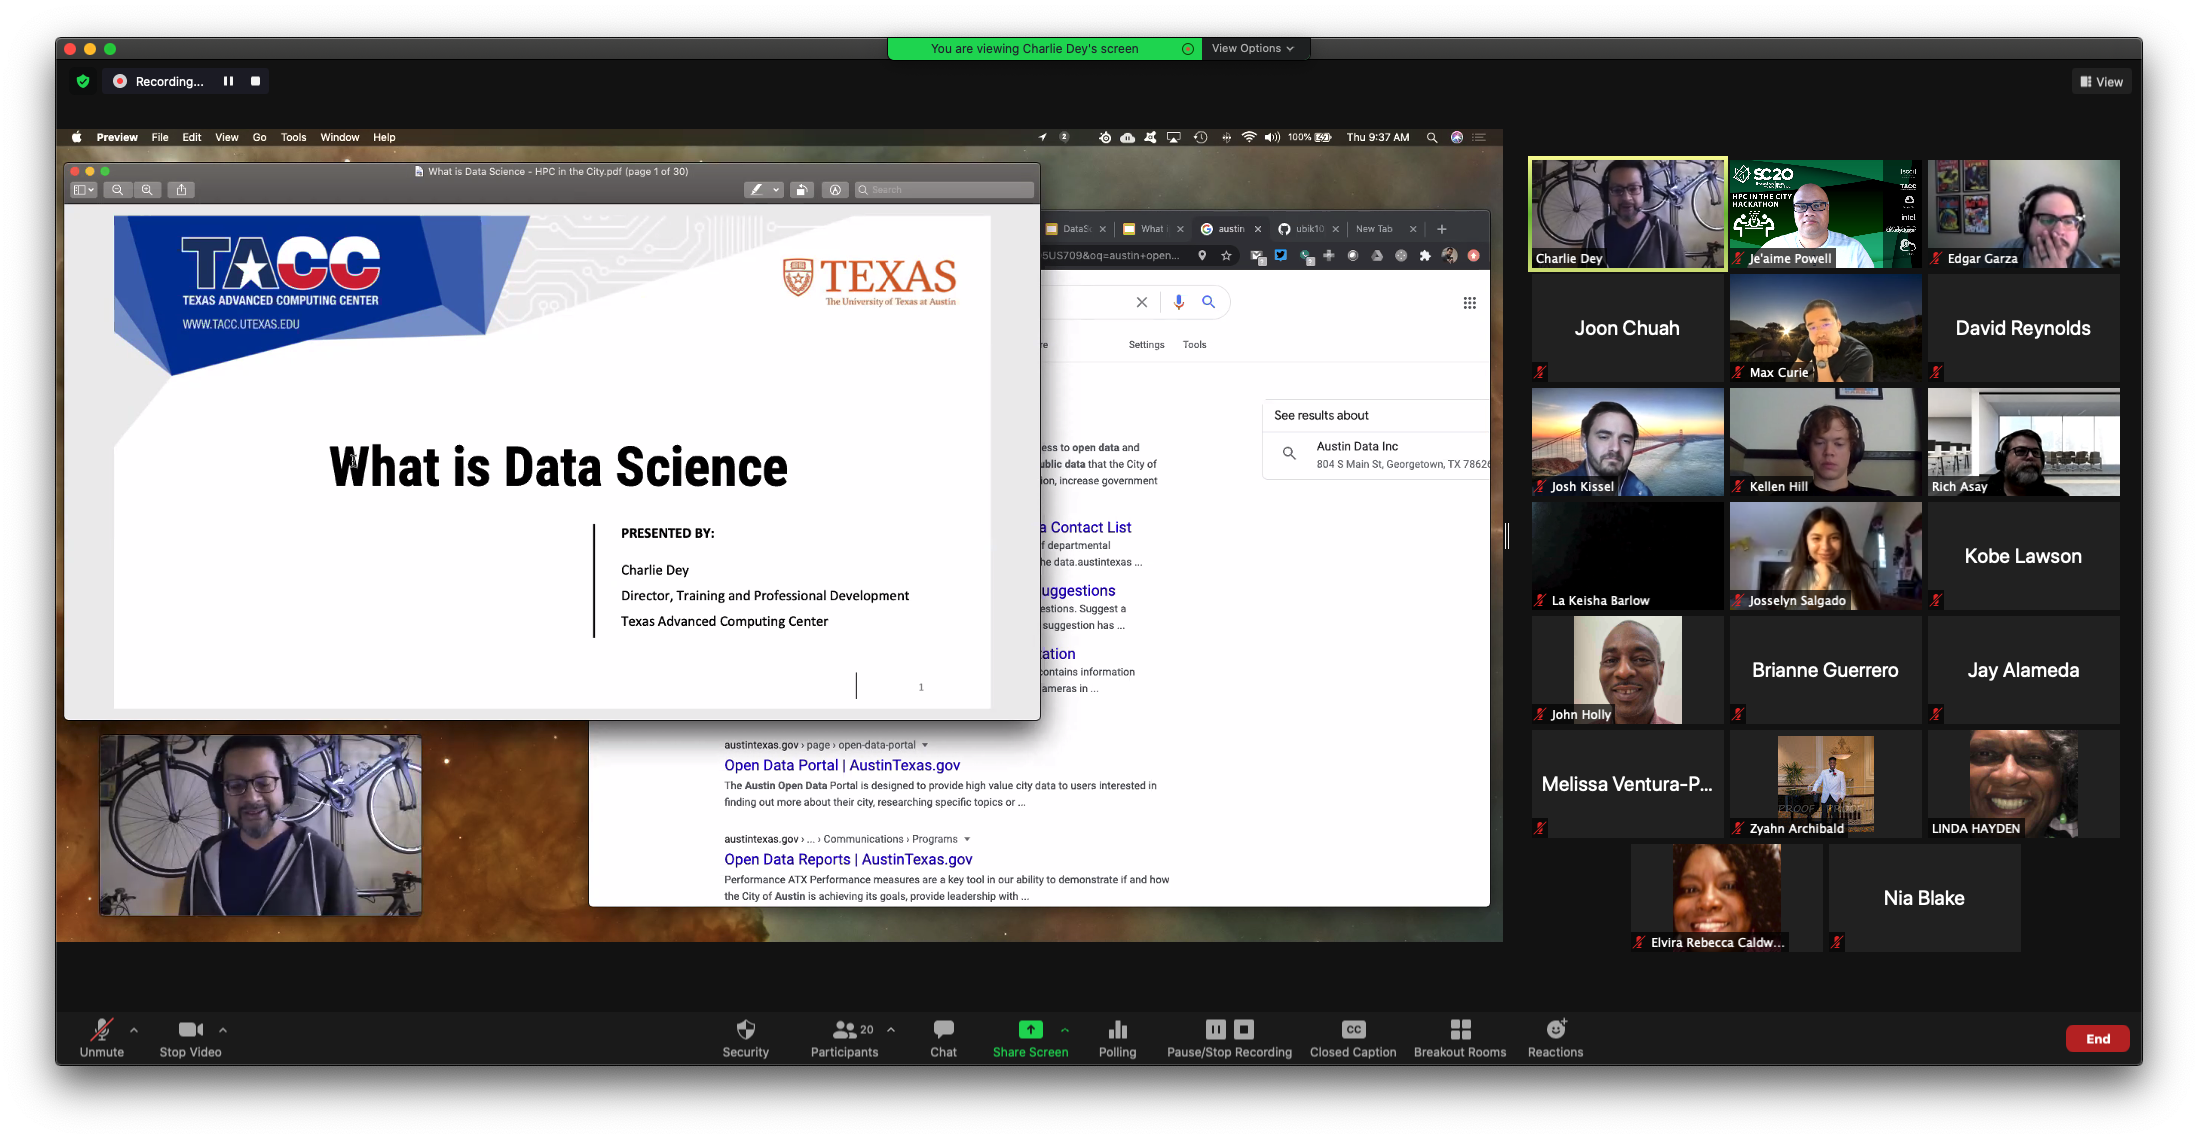 You are viewing Charlie Dey's screen
View Options
Recording...
View
Preview File Edit View Go Tools Window Help
2
100%
Thu 9:37 AM
What is Data Science - HPC in the City.pdf (page 1 of 30)
Search
TACC
TEXAS ADVANCED COMPUTING CENTER
WWW.TACC.UTEXAS.EDU
TEXAS
The University of Texas at Austin
What is Data Science
PRESENTED BY:
Charlie Dey
Director, Training and Professional Development
Texas Advanced Computing Center
1
DataSc
What i
austin
ubik10
New Tab
5US709&oq=austin+open...
Settings Tools
See results about
Austin Data Inc
804 S Main St, Georgetown, TX 78626
ess to open data and
ublic data that the City of
ion, increase government
a Contact List
f departmental
he data.austintexas ...
uggestions
estions. Suggest a
suggestion has ...
tation
contains information
ameras in ...
austintexas.gov › page › open-data-portal
Open Data Portal | AustinTexas.gov
The Austin Open Data Portal is designed to provide high value city data to users interested in
finding out more about their city, researching specific topics or ...
austintexas.gov › ... › Communications › Programs
Open Data Reports | AustinTexas.gov
Performance ATX Performance measures are a key tool in our ability to demonstrate if and how
the City of Austin is achieving its goals, provide leadership with ...
Charlie Dey
SC20
HPC IN THE CITY
HACKATHON
TACC
intel
Je'aime Powell
Edgar Garza
Joon Chuah
Max Curie
David Reynolds
Josh Kissel
Kellen Hill
Rich Asay
La Keisha Barlow
Josselyn Salgado
Kobe Lawson
John Holly
Brianne Guerrero
Jay Alameda
Melissa Ventura-P...
PROOF
Zyahn Archibald
LINDA HAYDEN
Elvira Rebecca Caldw...
Nia Blake
Unmute
Stop Video
Security
Participants
20
Chat
Share Screen
Polling
Pause/Stop Recording
CC
Closed Caption
Breakout Rooms
Reactions
End